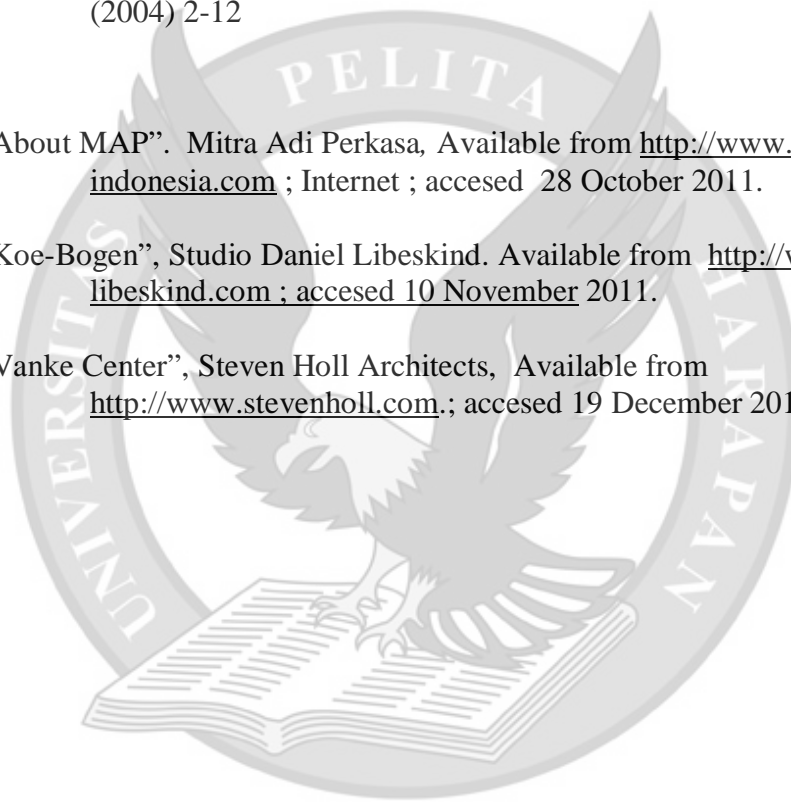 (2004) 2-12
PELITA
UNIVERSITAS
HARAPAN
About MAP”. Mitra Adi Perkasa, Available from http://www.
indonesia.com ; Internet ; accesed 28 October 2011.
Koe-Bogen”, Studio Daniel Libeskind. Available from http://
libeskind.com ; accesed 10 November 2011.
Vanke Center”, Steven Holl Architects, Available from
http://www.stevenholl.com.; accesed 19 December 201